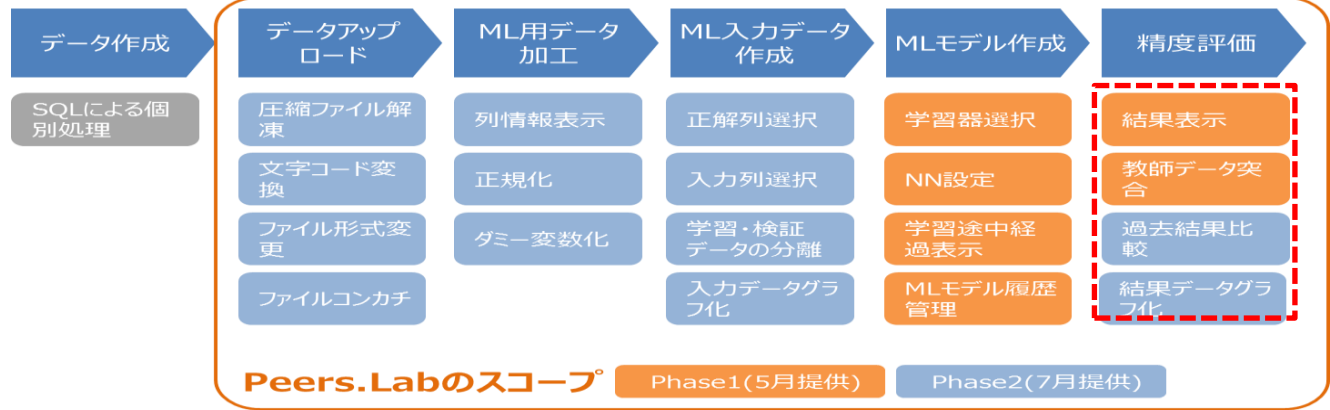 データ作成
データアップ
ロード
ML用データ
加工
ML入力データ
作成
MLモデル作成
精度評価
SQLによる個
別処理
圧縮ファイル解
凍
列情報表示
正解列選択
学習器選択
結果表示
文字コード変
換
正規化
入力列選択
NN設定
教師データ突
合
ファイル形式変
更
ダミー変数化
学習・検証
データの分離
学習途中経
過表示
過去結果比
較
ファイルコンカチ
入力データグラ
フ化
MLモデル履歴
管理
結果データグラ
フ化
Peers.Labのスコープ
Phase1(5月提供)
Phase2(7月提供)